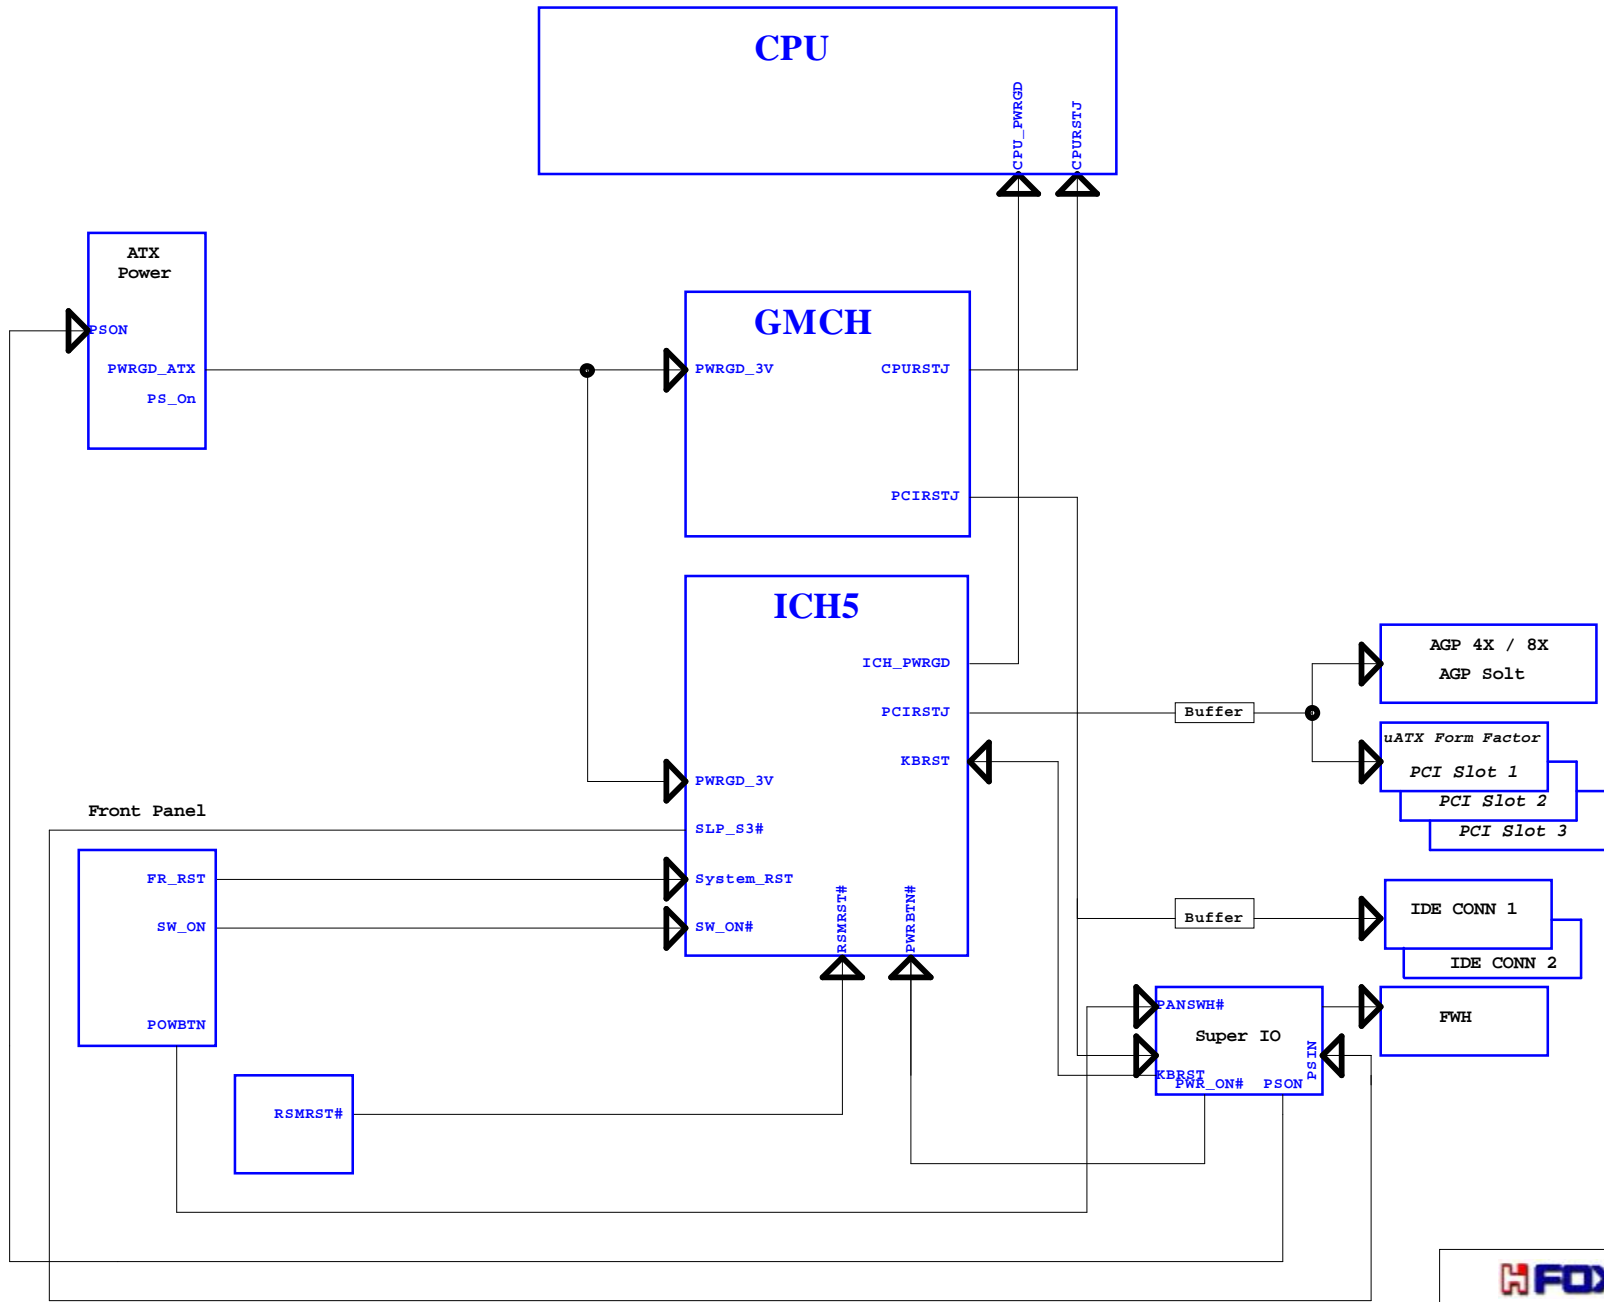 CPU
CPU_PWRGD
CPURSTJ
ATX
Power
PSON
PWRGD_ATX
PS_On
GMCH
PWRGD_3V
CPURSTJ
PCIRSTJ
ICH5
ICH_PWRGD
PCIRSTJ
KBRST
PWRGD_3V
SLP_S3#
System_RST
SW_ON#
RSMRST#
PWRBTN#
Buffer
AGP 4X / 8X
AGP Solt
uATX Form Factor
PCI Slot 1
PCI Slot 2
PCI Slot 3
Front Panel
FR_RST
SW_ON
POWBTN
Buffer
IDE CONN 1
IDE CONN 2
PANSWH#
Super IO
KBRST
PWR_ON#
PSON
PSIN
FWH
RSMRST#